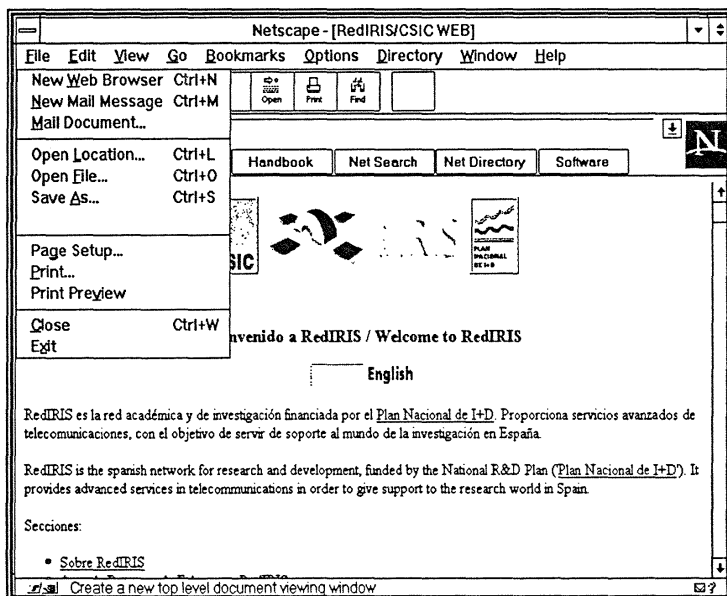 Netscape - [RedIRIS/CSIC WEB]
File Edit View Go Bookmarks Options Directory Window Help
New Web Browser Ctrl+N
New Mail Message Ctrl+M
Mail Document...
Open Location... Ctrl+L
Open File... Ctrl+O
Save As... Ctrl+S
Page Setup...
Print...
Print Preview
Close Ctrl+W
Exit
Open Print Find
N
Handbook Net Search Net Directory Software
SIC
PLAN
NACIONAL
DE I+D
nvenido a RedIRIS / Welcome to RedIRIS
English
RedIRIS es la red académica y de investigación financiada por el Plan Nacional de I+D. Proporciona servicios avanzados de
telecomunicaciones, con el objetivo de servir de soporte al mundo de la investigación en España.
RedIRIS is the spanish network for research and development, funded by the National R&D Plan ('Plan Nacional de I+D'). It
provides advanced services in telecommunications in order to give support to the research world in Spain.
Secciones:
• Sobre RedIRIS
Create a new top level document viewing window